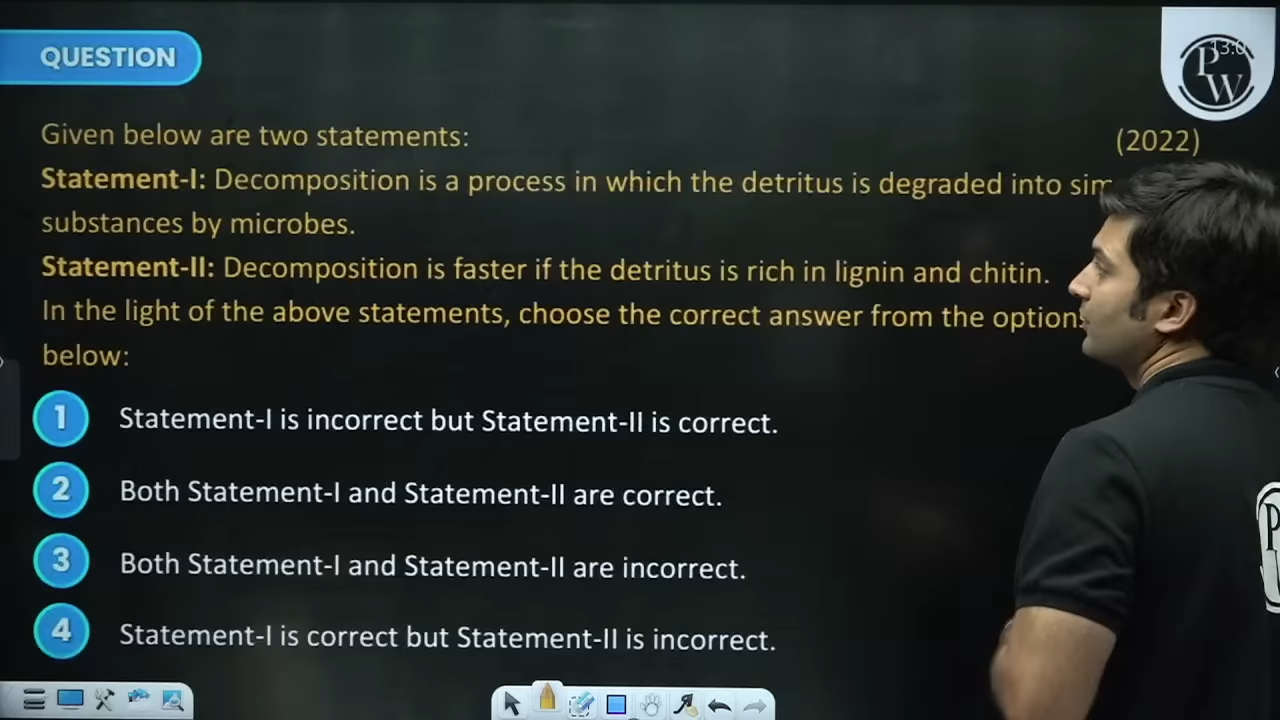 QUESTION
13:0
PW
Given below are two statements:
(2022)
Statement-I: Decomposition is a process in which the detritus is degraded into
substances by microbes.
Statement-II: Decomposition is faster if the detritus is rich in lignin and chitin.
In the light of the above statements, choose the correct answer from the option
below:
1 Statement-I is incorrect but Statement-II is correct.
2 Both Statement-I and Statement-II are correct.
3 Both Statement-I and Statement-II are incorrect.
4 Statement-I is correct but Statement-II is incorrect.
P